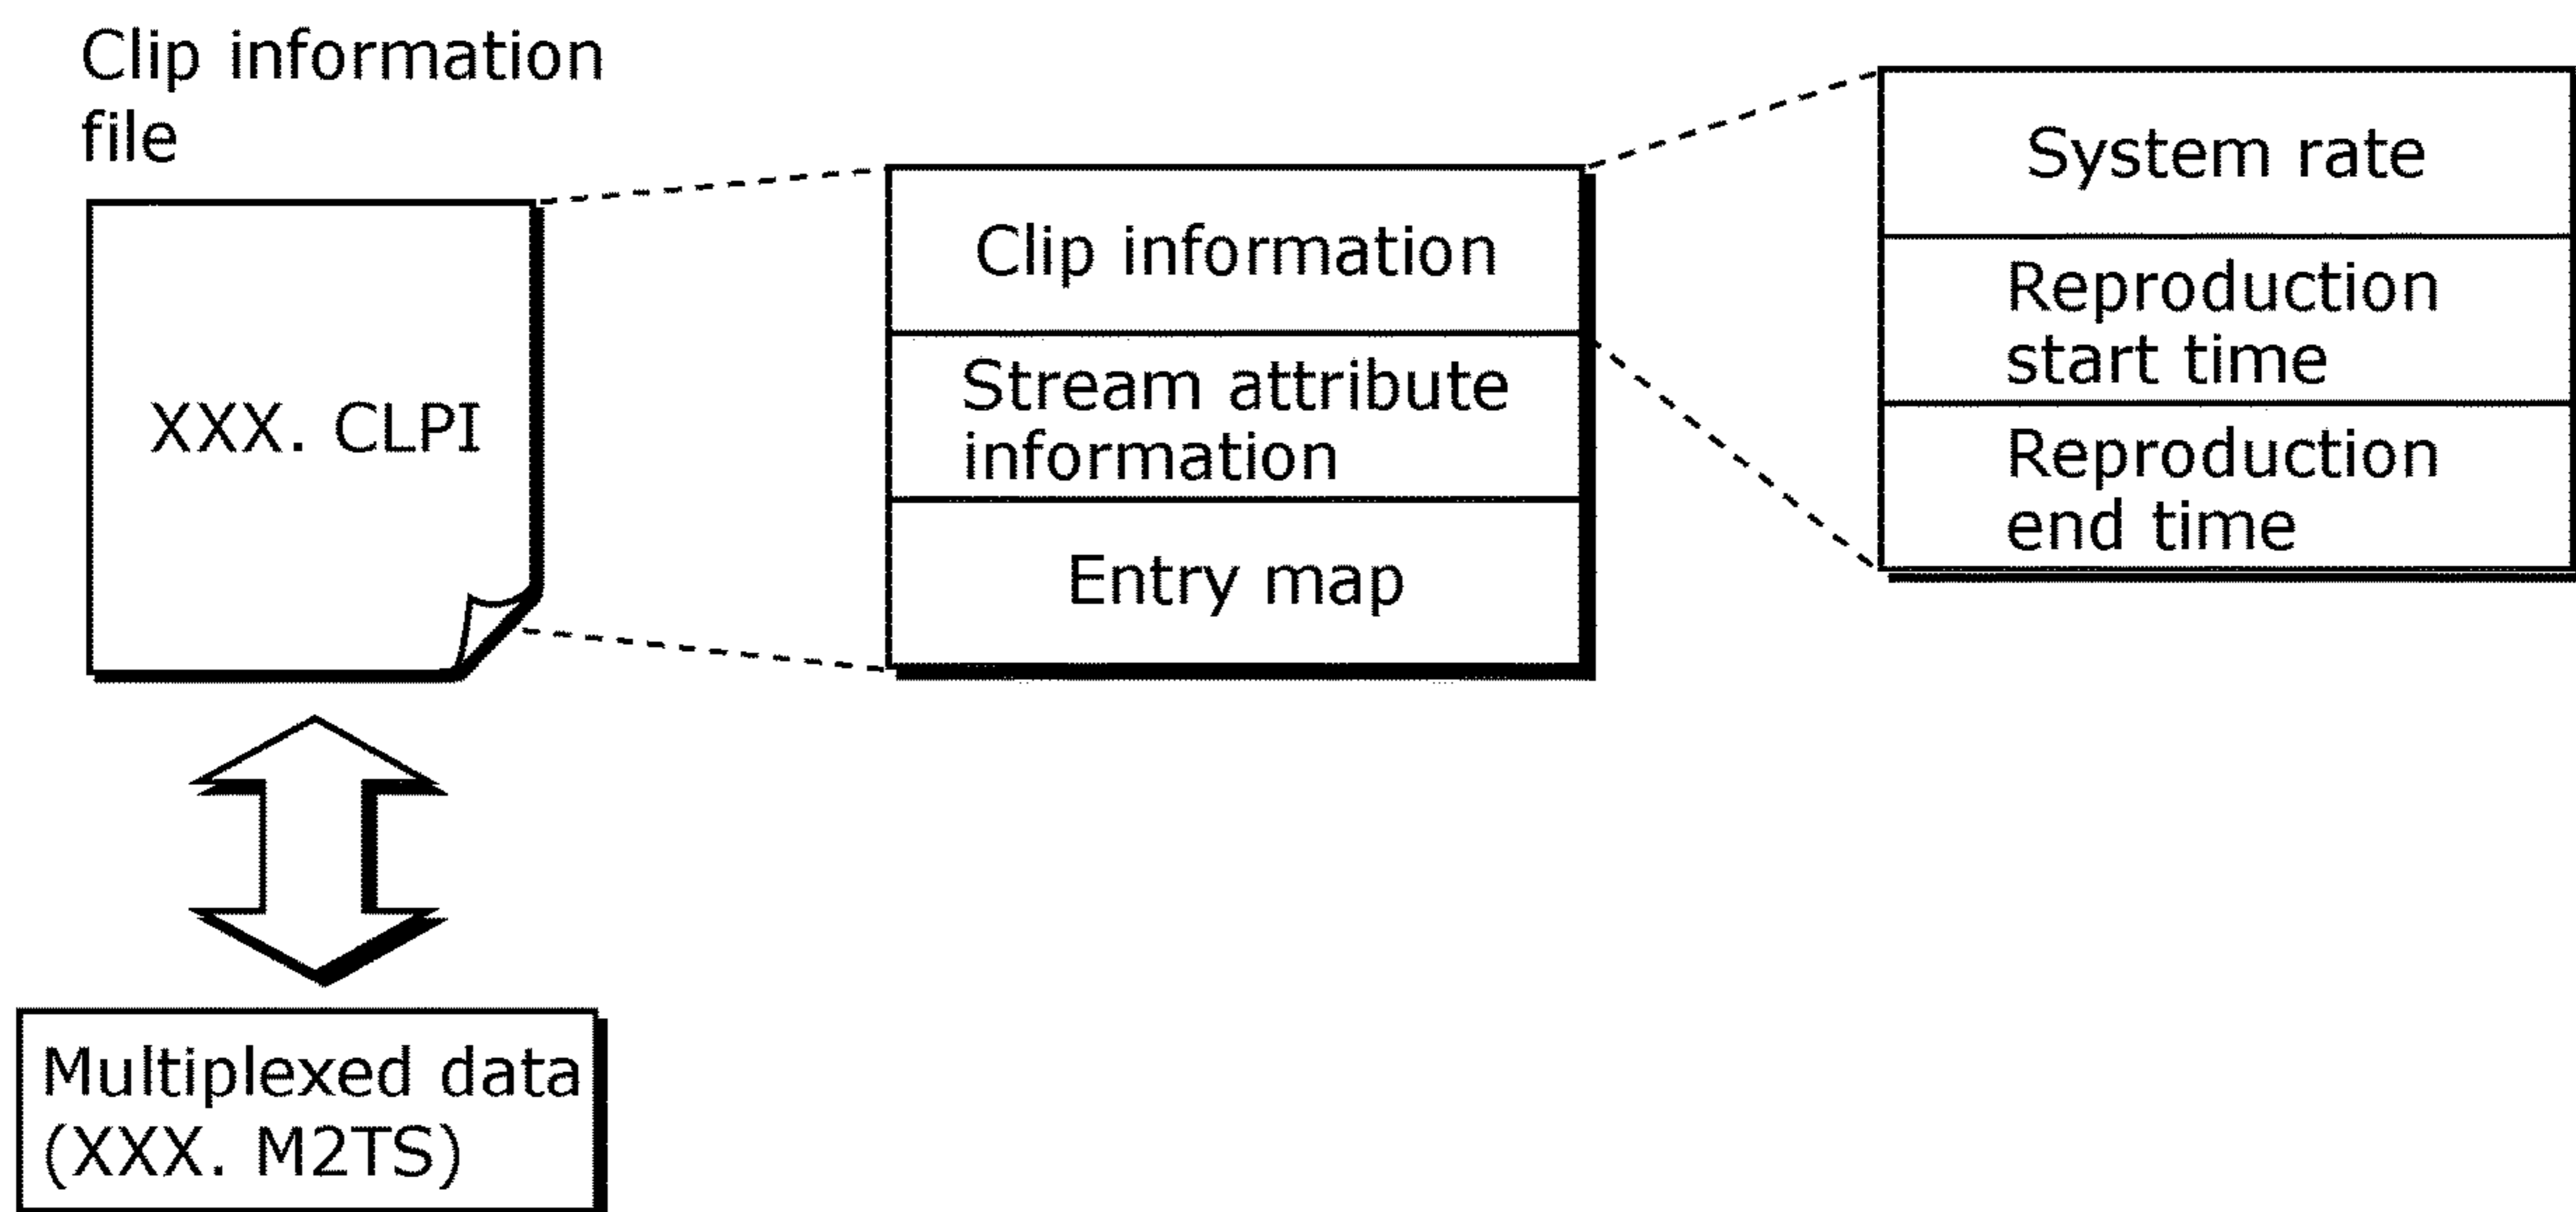 Clip information
file
XXX. CLPI
Multiplexed data
(XXX. M2TS)
Clip information
Stream attribute
information
Entry map
System rate
Reproduction
start time
Reproduction
end time